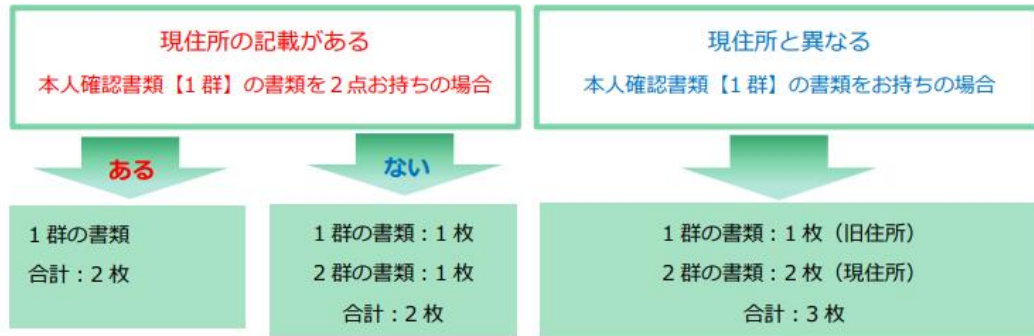 現住所の記載がある
本人確認書類【1群】の書類を2点お持ちの場合
現住所と異なる
本人確認書類【1群】の書類をお持ちの場合
ある
ない
1群の書類
合計：2枚
1群の書類：1枚
2群の書類：1枚
合計：2枚
1群の書類：1枚（旧住所）
2群の書類：2枚（現住所）
合計：3枚